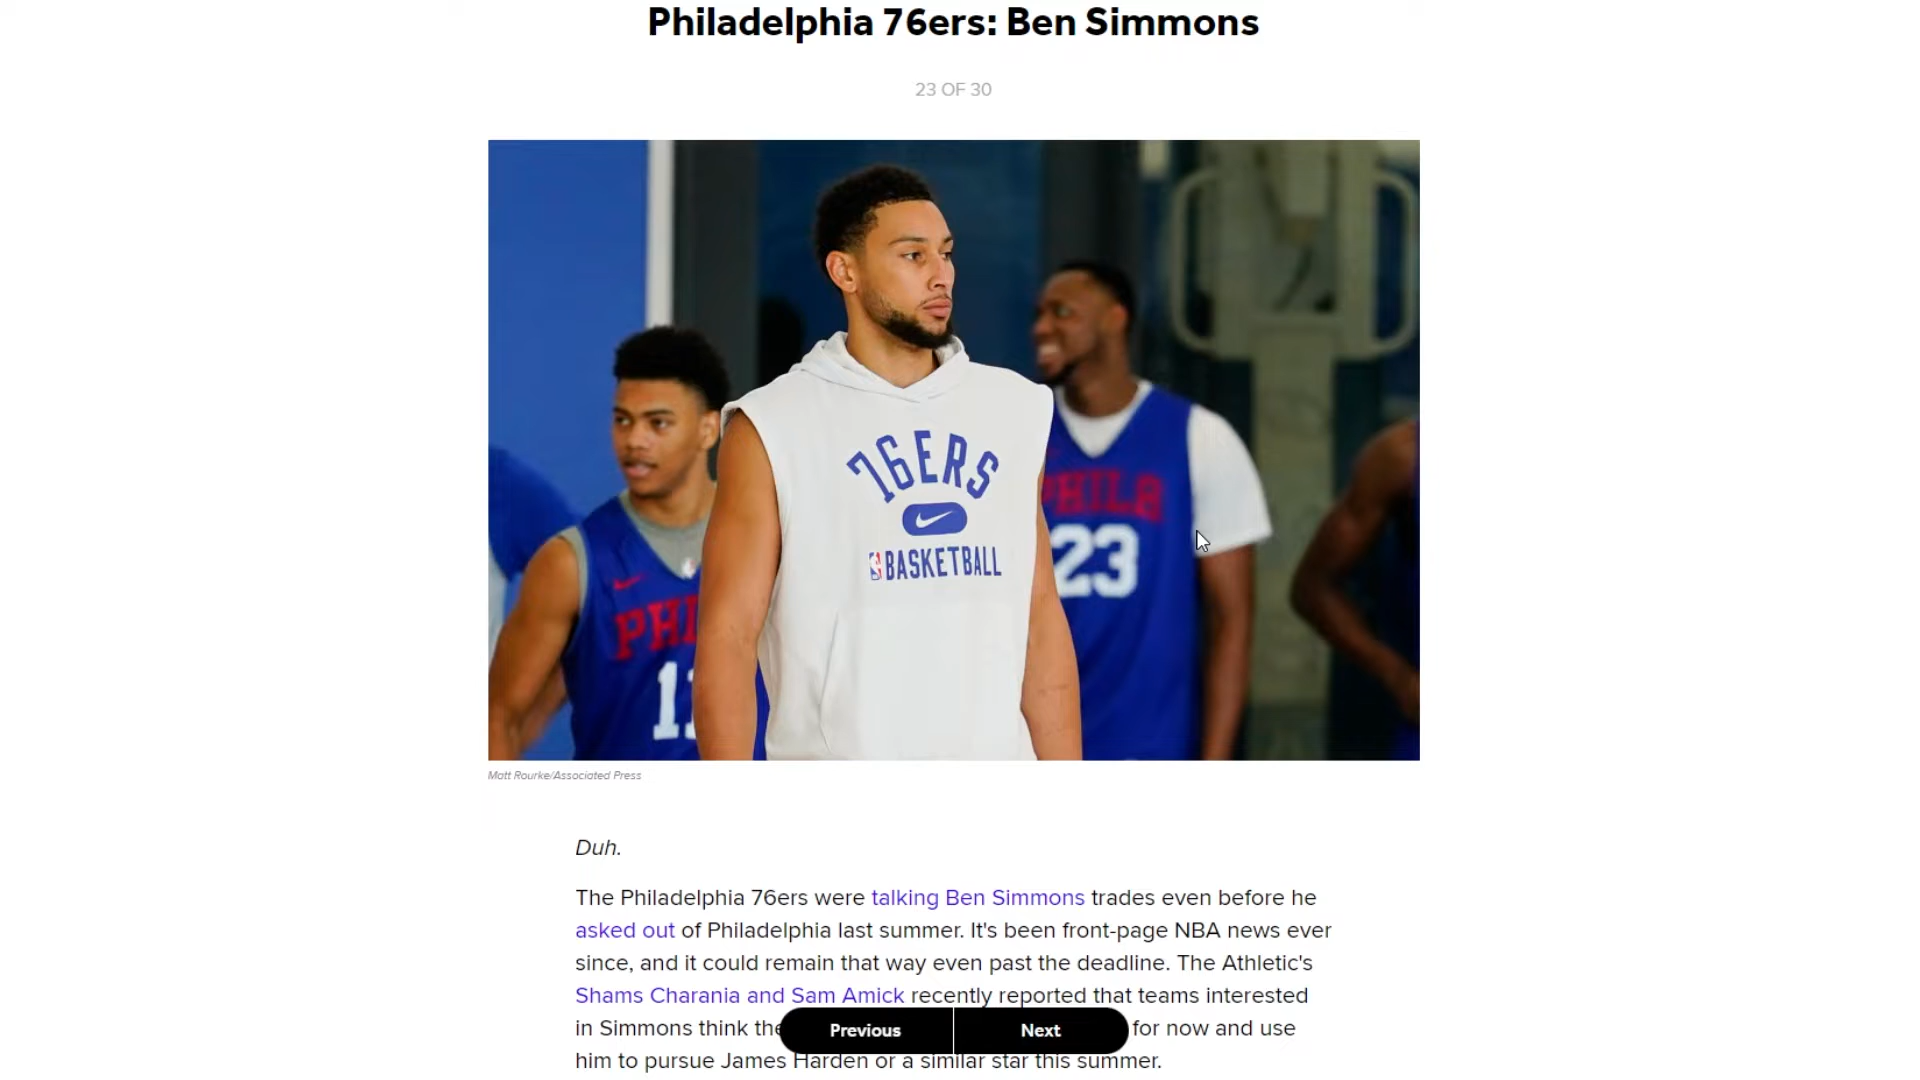 Philadelphia 76ers: Ben Simmons
23 OF 30
76ERS
BASKETBALL
PHILA
23
PHI
11
Matt Rourke/Associated Press
Duh.
The Philadelphia 76ers were talking Ben Simmons trades even before he
asked out of Philadelphia last summer. It's been front-page NBA news ever
since, and it could remain that way even past the deadline. The Athletic's
Shams Charania and Sam Amick recently reported that teams interested
in Simmons think for now and use
Previous Next
him to pursue James Harden or a similar star this summer.